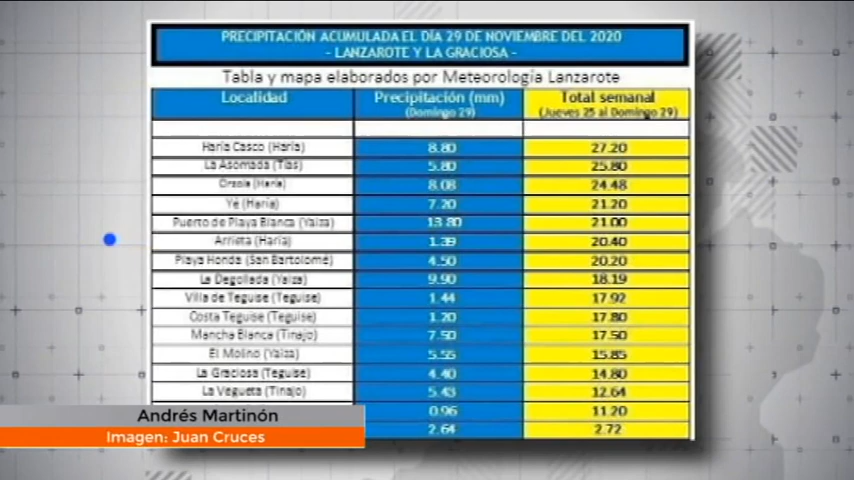 PRECIPITACIÓN ACUMULADA EL DÍA 29 DE NOVIEMBRE DEL 2020
- LANZAROTE Y LA GRACIOSA -
Tabla y mapa elaborados por Meteorología Lanzarote
Localidad Precipitación (mm) Total semanal
(Domingo 29) (Jueves 25 al Domingo 29)
Haría Casco (Haría) 8.80 27.20
La Asomada (Tías) 5.80 25.80
Orzola (Haría) 8.08 24.48
Yé (Haría) 7.20 21.20
Puerto de Playa Blanca (Yaiza) 13.80 21.00
Arrieta (Haría) 1.39 20.40
Playa Honda (San Bartolomé) 4.50 20.20
La Degollada (Yaiza) 9.90 18.19
Villa de Teguise (Teguise) 1.44 17.92
Costa Teguise (Teguise) 1.20 17.80
Mancha Blanca (Tinajo) 7.50 17.50
El Molino (Yaiza) 5.55 15.85
La Graciosa (Teguise) 4.40 14.80
La Vegueta (Tinajo) 5.43 12.64
0.96 11.20
2.64 2.72
Andrés Martinón
Imagen: Juan Cruces